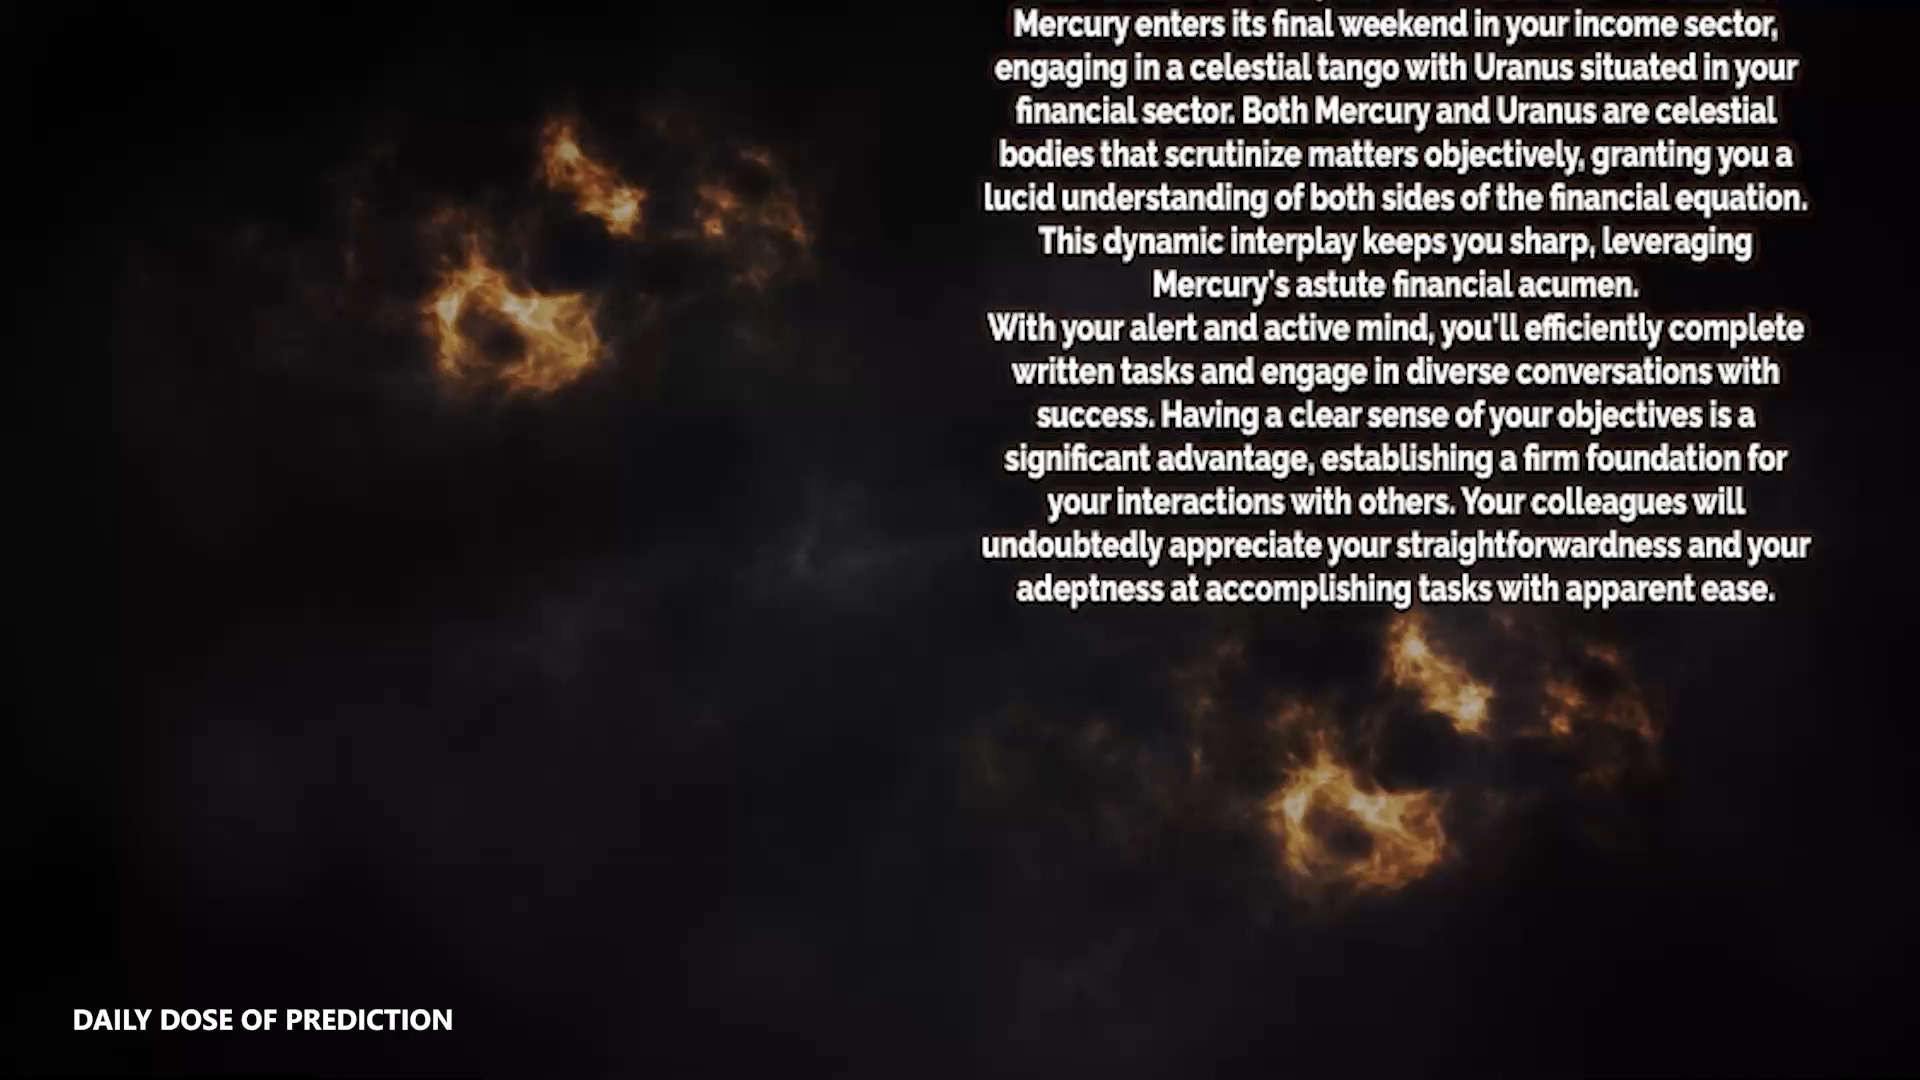 Mercury enters its final weekend in your income sector,
engaging in a celestial tango with Uranus situated in your
financial sector. Both Mercury and Uranus are celestial
bodies that scrutinize matters objectively, granting you a
lucid understanding of both sides of the financial equation.
This dynamic interplay keeps you sharp, leveraging
Mercury's astute financial acumen.
With your alert and active mind, you'll efficiently complete
written tasks and engage in diverse conversations with
success. Having a clear sense of your objectives is a
significant advantage, establishing a firm foundation for
your interactions with others. Your colleagues will
undoubtedly appreciate your straightforwardness and your
adeptness at accomplishing tasks with apparent ease.
DAILY DOSE OF PREDICTION